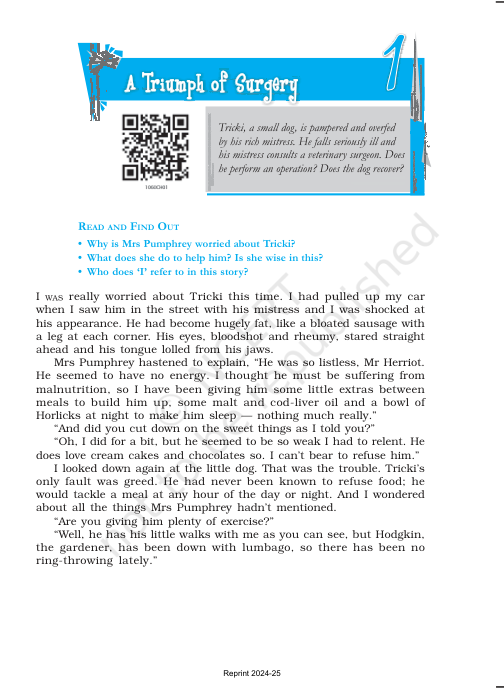 1
A Triumph of Surgery
Tricki, a small dog, is pampered and overfed
by his rich mistress. He falls seriously ill and
his mistress consults a veterinary surgeon. Does
he perform an operation? Does the dog recover?
READ AND FIND OUT
• Why is Mrs Pumphrey worried about Tricki?
• What does she do to help him? Is she wise in this?
• Who does ‘I’ refer to in this story?
I WAS really worried about Tricki this time. I had pulled up my car
when I saw him in the street with his mistress and I was shocked at
his appearance. He had become hugely fat, like a bloated sausage with
a leg at each corner. His eyes, bloodshot and rheumy, stared straight
ahead and his tongue lolled from his jaws.
Mrs Pumphrey hastened to explain, “He was so listless, Mr Herriot.
He seemed to have no energy. I thought he must be suffering from
malnutrition, so I have been giving him some little extras between
meals to build him up, some malt and cod-liver oil and a bowl of
Horlicks at night to make him sleep — nothing much really.”
“And did you cut down on the sweet things as I told you?”
“Oh, I did for a bit, but he seemed to be so weak I had to relent. He
does love cream cakes and chocolates so. I can’t bear to refuse him.”
I looked down again at the little dog. That was the trouble. Tricki’s
only fault was greed. He had never been known to refuse food; he
would tackle a meal at any hour of the day or night. And I wondered
about all the things Mrs Pumphrey hadn’t mentioned.
“Are you giving him plenty of exercise?”
“Well, he has his little walks with me as you can see, but Hodgkin,
the gardener, has been down with lumbago, so there has been no
ring-throwing lately.”
Reprint 2024-25